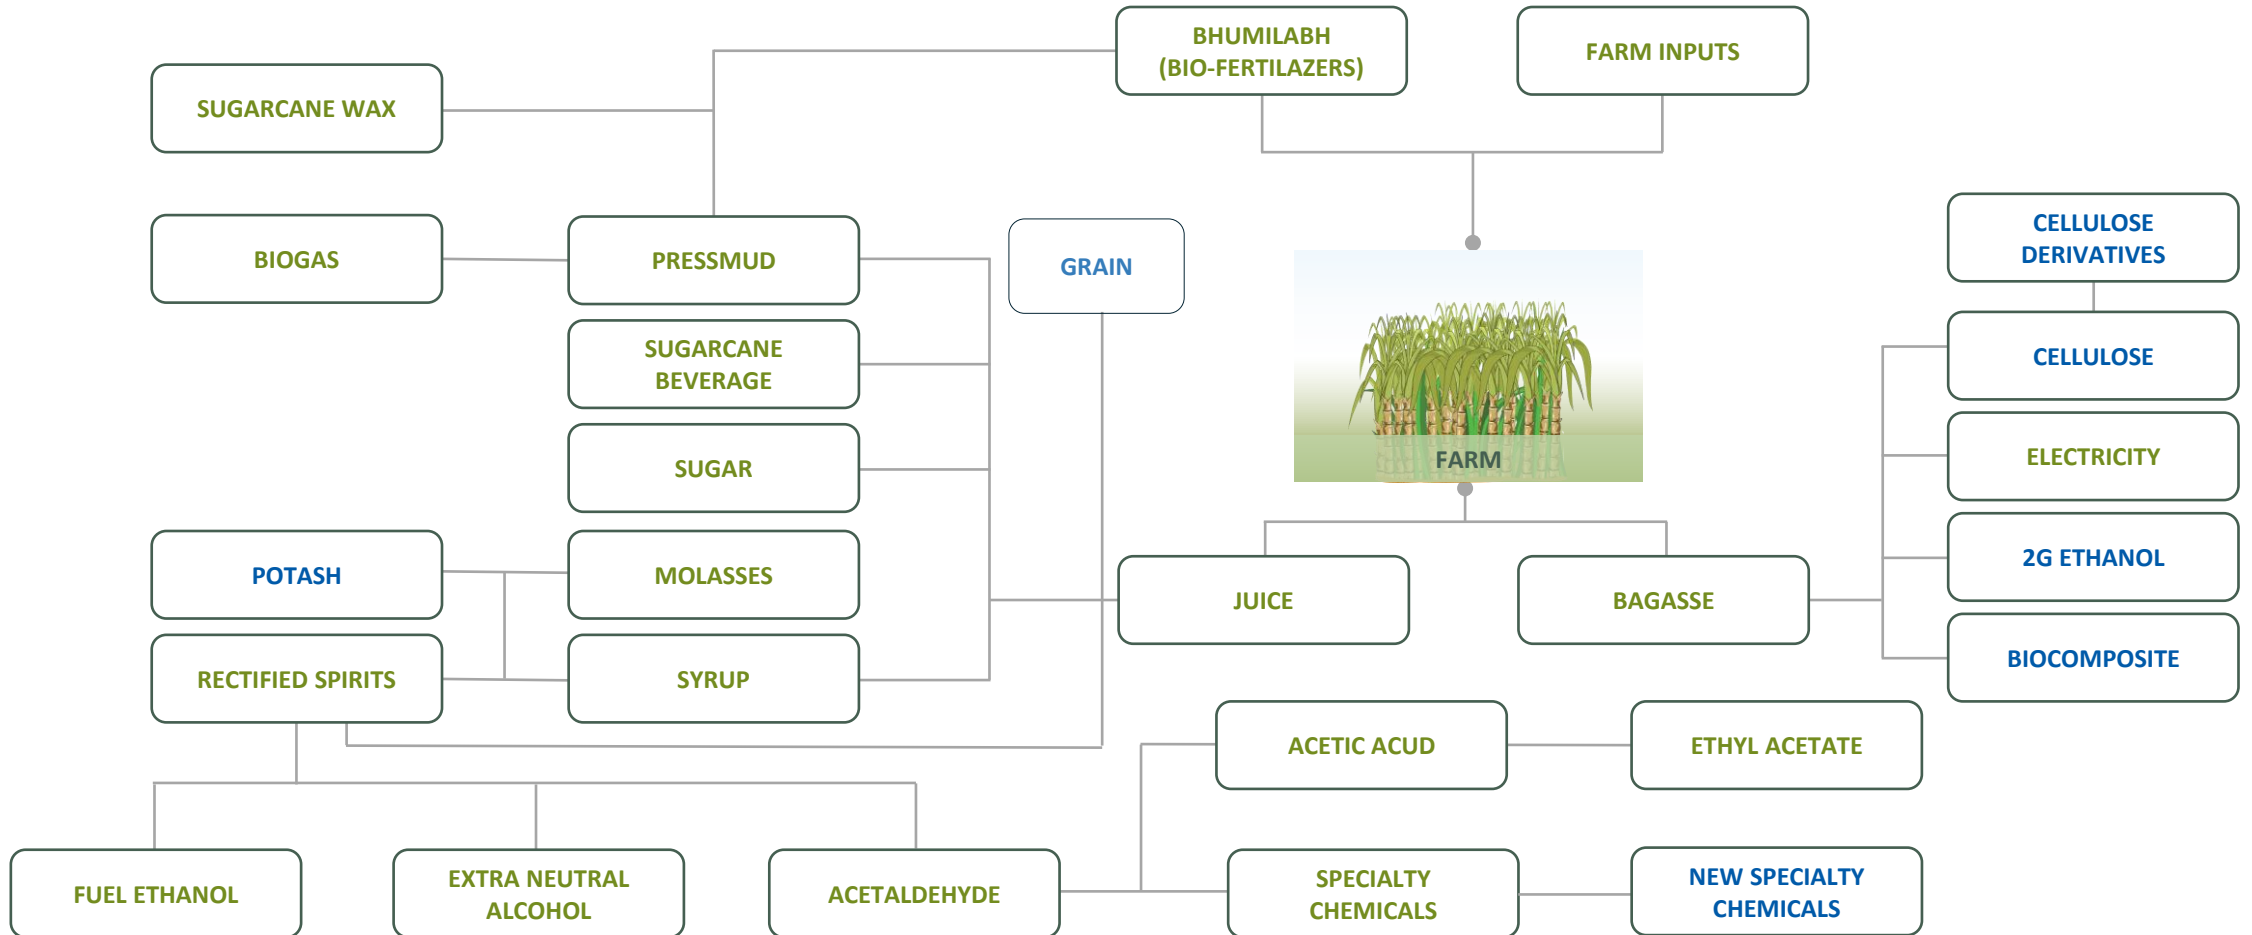 BHUMILABH
(BIO-FERTILAZERS)
FARM INPUTS
SUGARCANE WAX
BIOGAS
PRESSMUD
GRAIN
CELLULOSE
DERIVATIVES
SUGARCANE
BEVERAGE
CELLULOSE
SUGAR
FARM
ELECTRICITY
POTASH
MOLASSES
JUICE
BAGASSE
2G ETHANOL
RECTIFIED SPIRITS
SYRUP
BIOCOMPOSITE
ACETIC ACUD
ETHYL ACETATE
FUEL ETHANOL
EXTRA NEUTRAL
ALCOHOL
ACETALDEHYDE
SPECIALTY
CHEMICALS
NEW SPECIALTY
CHEMICALS